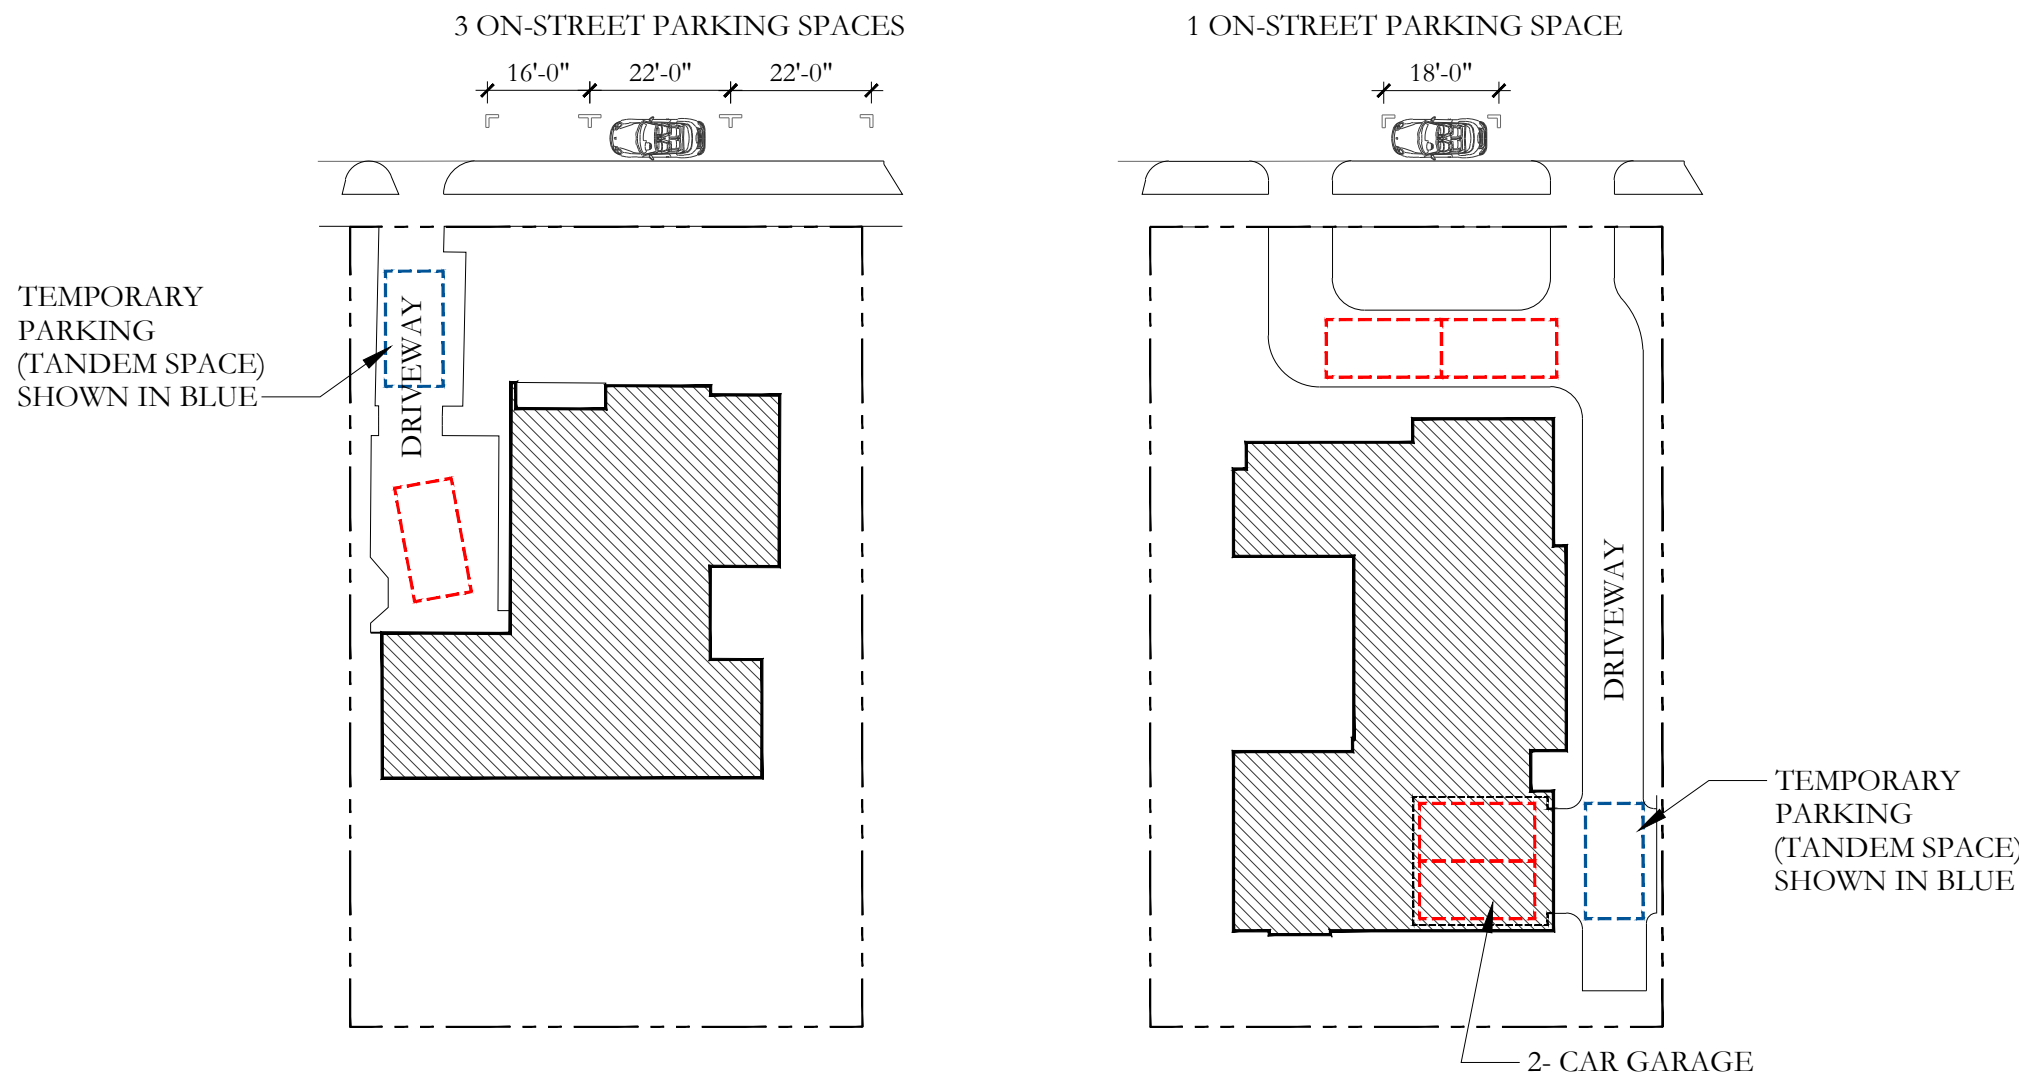 3 ON-STREET PARKING SPACES
16'-0" 22'-0" 22'-0"
TEMPORARY
PARKING
(TANDEM SPACE)
SHOWN IN BLUE
DRIVEWAY
1 ON-STREET PARKING SPACE
18'-0"
DRIVEWAY
TEMPORARY
PARKING
(TANDEM SPACE)
SHOWN IN BLUE
2- CAR GARAGE